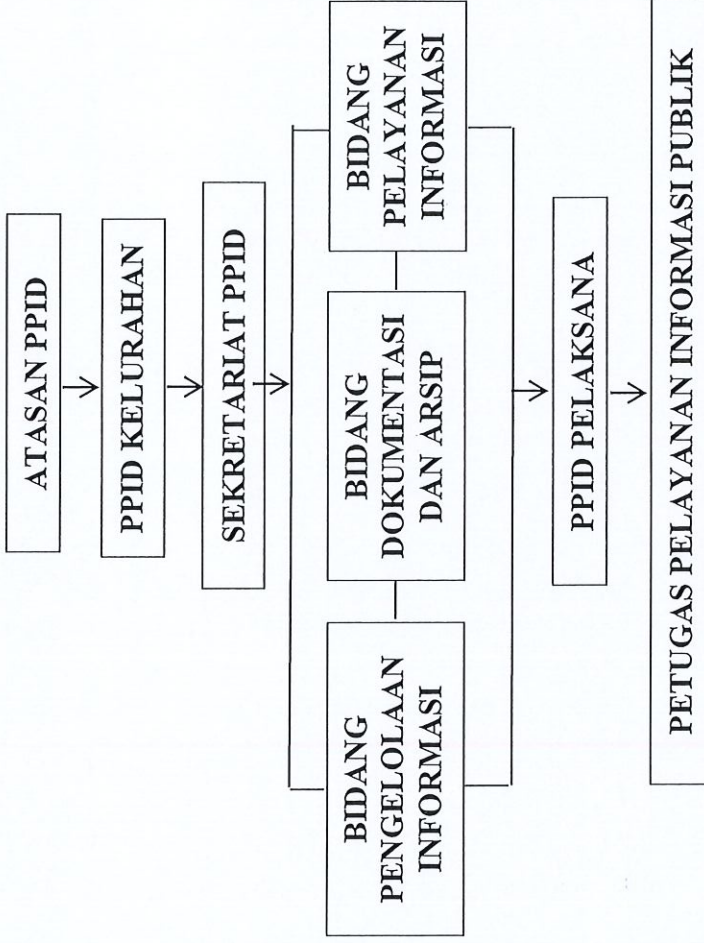 ATASAN PPID
PPID KELURAHAN
SEKRETARIAT PPID
BIDANG
PENGELOLAAN
INFORMASI
BIDANG
DOKUMENTASI
DAN ARSIP
BIDANG
PELAYANAN
INFORMASI
PPID PELAKSANA
PETUGAS PELAYANAN INFORMASI PUBLIK